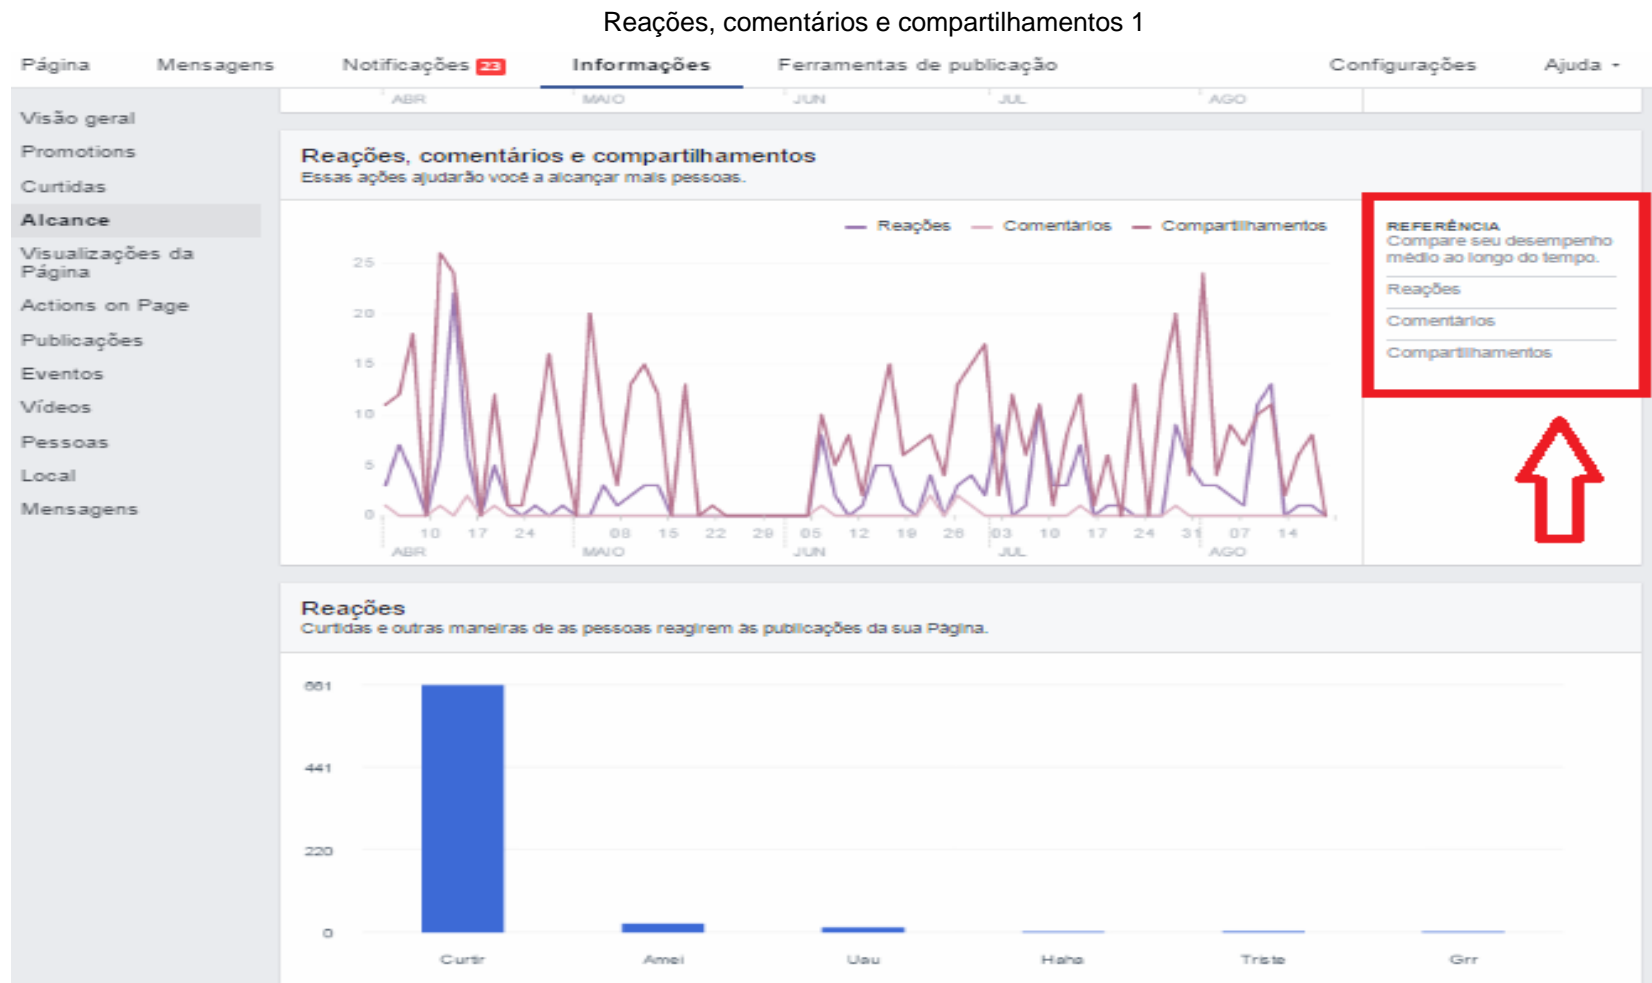 Reações, comentários e compartilhamentos 1
Página Mensagens Notificações 23 Informações Ferramentas de publicação Configurações Ajuda
ABR MAIO JUN JUL AGO
Visão geral
Promotions
Curtidas
Alcance
Visualizações da
Página
Actions on Page
Publicações
Eventos
Vídeos
Pessoas
Local
Mensagens
Reações, comentários e compartilhamentos
Essas ações ajudarão você a alcançar mais pessoas.
Reações Comentários Compartilhamentos
25
20
15
10
5
0
10 17 24 08 15 22 29 05 12 19 26 03 10 17 24 31 07 14
ABR MAIO JUN JUL AGO
REFERÊNCIA
Compare seu desempenho
médio ao longo do tempo.
Reações
Comentários
Compartilhamentos
Reações
Curtidas e outras maneiras de as pessoas reagirem às publicações da sua Página.
661
441
220
0
Curtir Amei Uau Haha Triste Grr